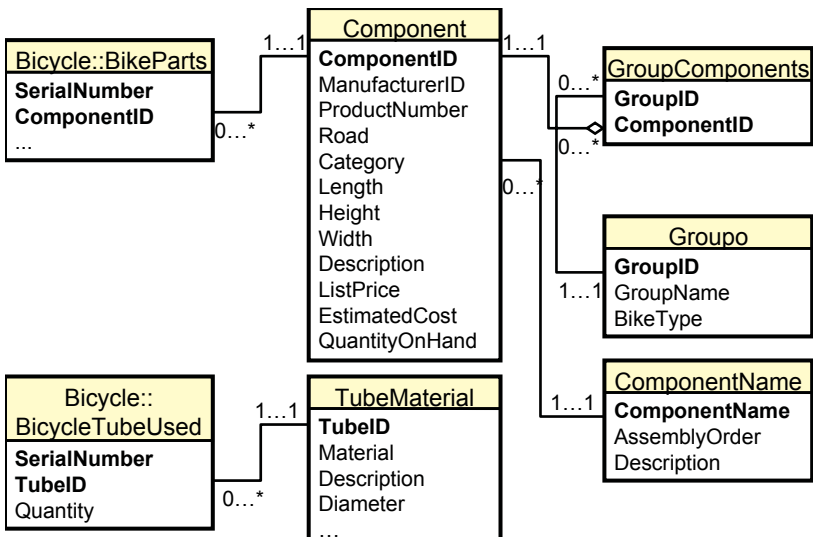 Bicycle::BikeParts
SerialNumber
ComponentID
...
1…1
0…*
Component
ComponentID
ManufacturerID
ProductNumber
Road
Category
Length
Height
Width
Description
ListPrice
EstimatedCost
QuantityOnHand
1…1
0…*
0…*
0…*
GroupComponents
GroupID
ComponentID
Groupo
GroupID
GroupName
BikeType
1…1
ComponentName
ComponentName
AssemblyOrder
Description
1…1
Bicycle::
BicycleTubeUsed
SerialNumber
TubeID
Quantity
1…1
0…*
TubeMaterial
TubeID
Material
Description
Diameter
…